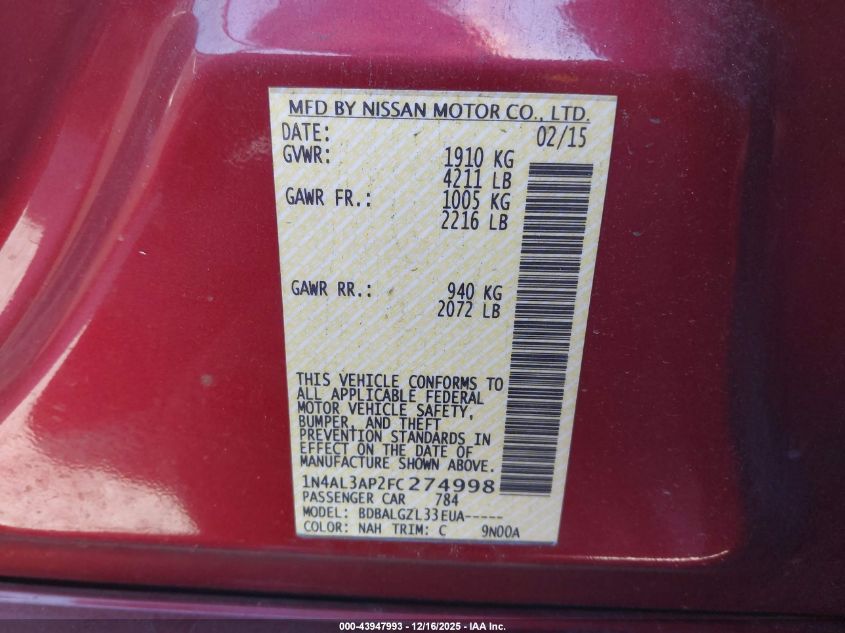 MFD BY NISSAN MOTOR CO., LTD.
DATE: 02/15
GVWR: 1910 KG
4211 LB
GAWR FR.: 1005 KG
2216 LB
GAWR RR.: 940 KG
2072 LB
THIS VEHICLE CONFORMS TO
ALL APPLICABLE FEDERAL
MOTOR VEHICLE SAFETY,
BUMPER, AND THEFT
PREVENTION STANDARDS IN
EFFECT ON THE DATE OF
MANUFACTURE SHOWN ABOVE.
1N4AL3AP2FC274998
PASSENGER CAR 784
MODEL: BDBALGZL33EUA-----
COLOR: NAH TRIM: C 9N00A
000-43947993 – 12/16/2025 – IAA Inc.